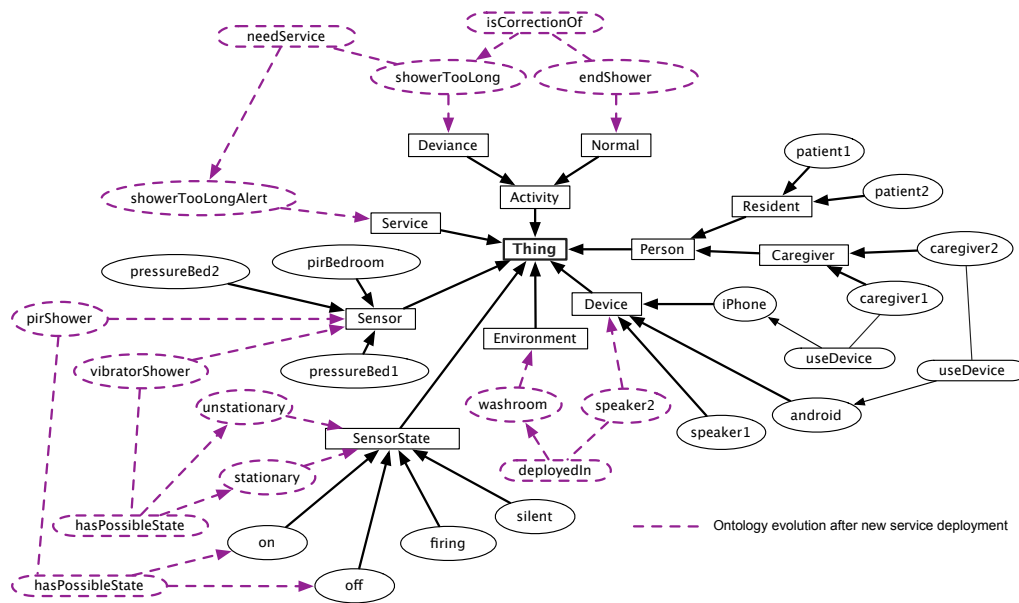 isCorrectionOf
needService
showerTooLong
endShower
Deviance
Normal
patient1
showerTooLongAlert
Activity
patient2
Resident
Service
Thing
Person
Caregiver
caregiver2
pirBedroom
pressureBed2
Device
iPhone
caregiver1
pirShower
Sensor
Environment
useDevice
vibratorShower
pressureBed1
useDevice
unstationary
washroom
speaker2
android
SensorState
speaker1
stationary
deployedIn
silent
hasPossibleState
on
firing
Ontology evolution after new service deployment
hasPossibleState
off